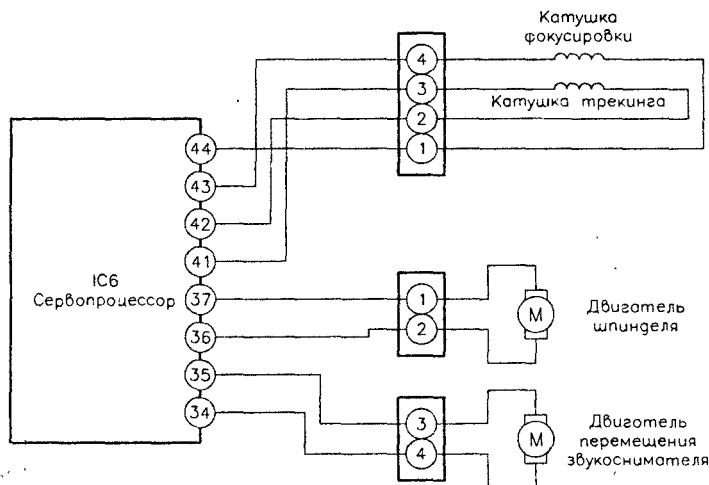 Катушка
фокусировки
4
3
Катушка трекинга
2
1
44
43
42
41
IC6
Сервопроцессор
37
36
35
34
1
2
M
Двигатель
шпинделя
3
4
M
Двиготель
перемещения
звукоснимателя